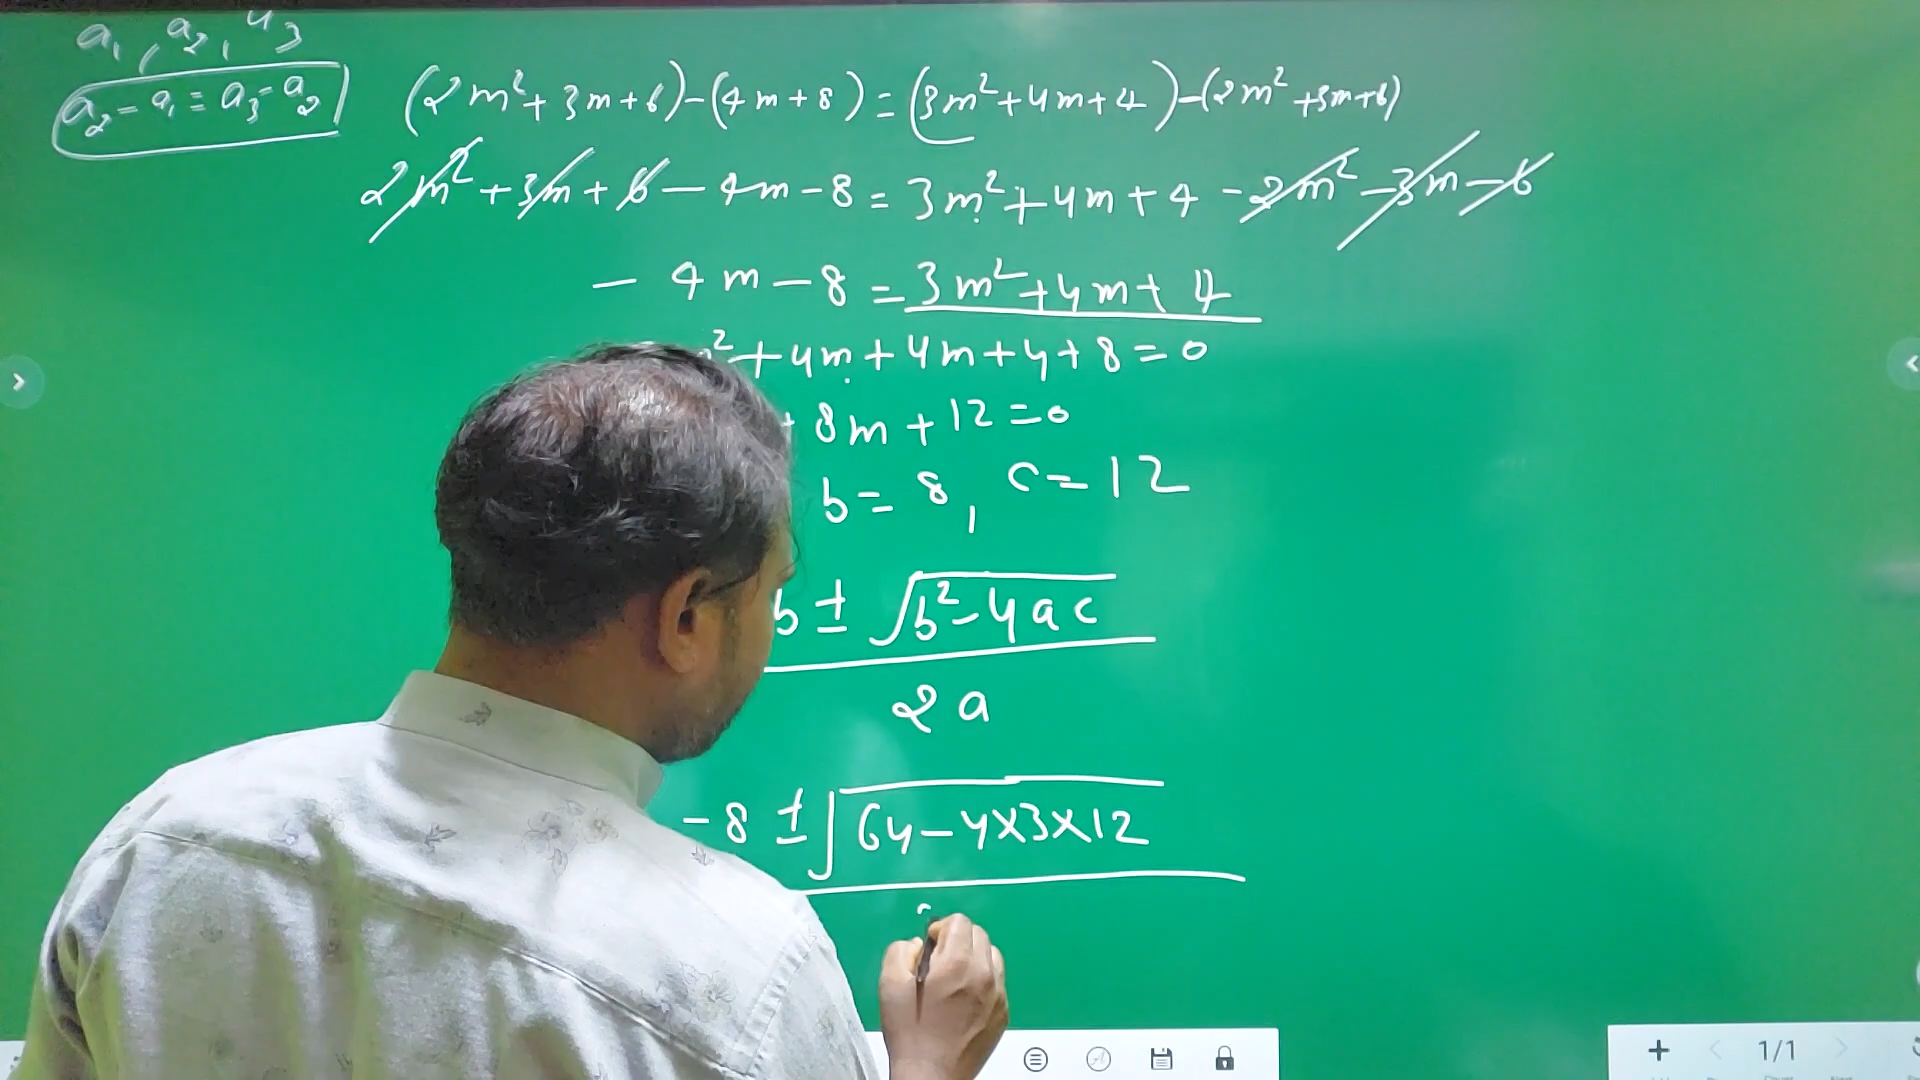 a₁, a₂, a₃
a₂ - a₁ = a₃ - a₂
(2m² + 3m + 6) - (4m + 8) = (3m² + 4m + 4) - (2m² + 3m + 6)
2m² + 3m + 6 - 4m - 8 = 3m² + 4m + 4 - 2m² - 3m - 6
- 4m - 8 = 3m² + 4m + 4
m² + 4m + 4m + 4 + 8 = 0
+ 8m + 12 = 0
b = 8, c = 12
b ± √b² - 4ac
2a
-8 ± √64 - 4×3×12
1/1